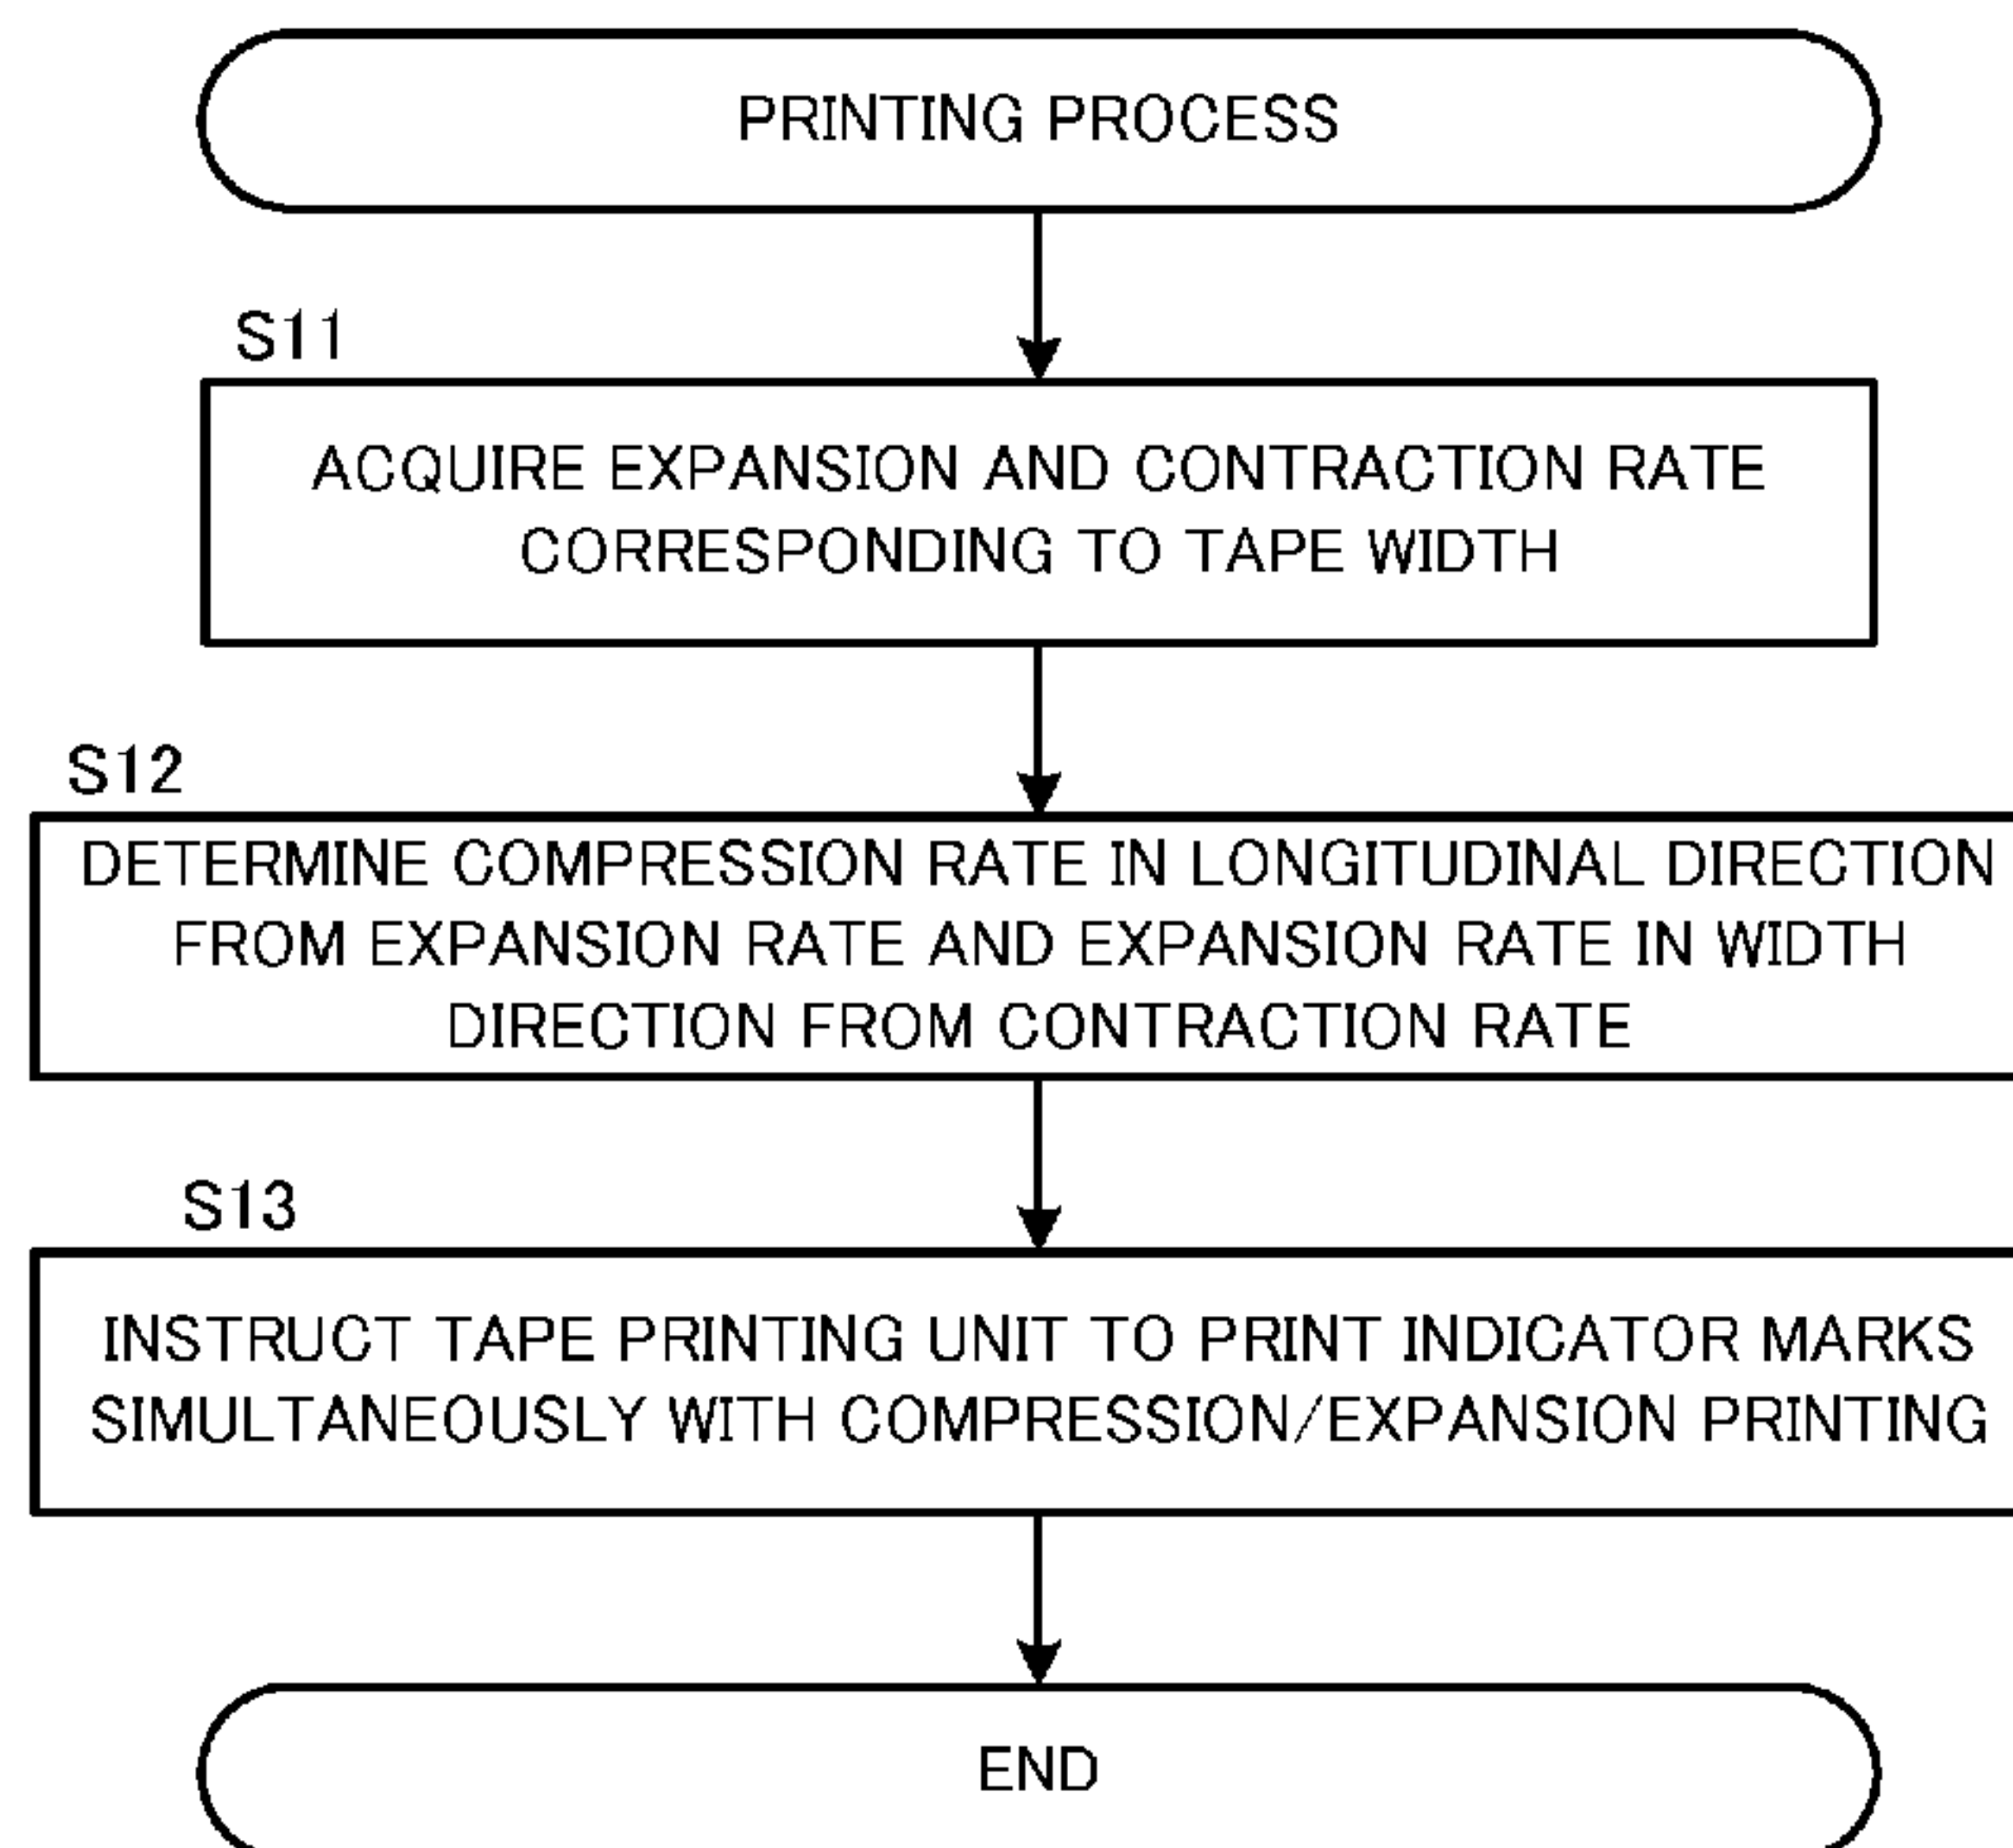 PRINTING PROCESS
S11
ACQUIRE EXPANSION AND CONTRACTION RATE
CORRESPONDING TO TAPE WIDTH
S12
DETERMINE COMPRESSION RATE IN LONGITUDINAL DIRECTION
FROM EXPANSION RATE AND EXPANSION RATE IN WIDTH
DIRECTION FROM CONTRACTION RATE
S13
INSTRUCT TAPE PRINTING UNIT TO PRINT INDICATOR MARKS
SIMULTANEOUSLY WITH COMPRESSION/EXPANSION PRINTING
END